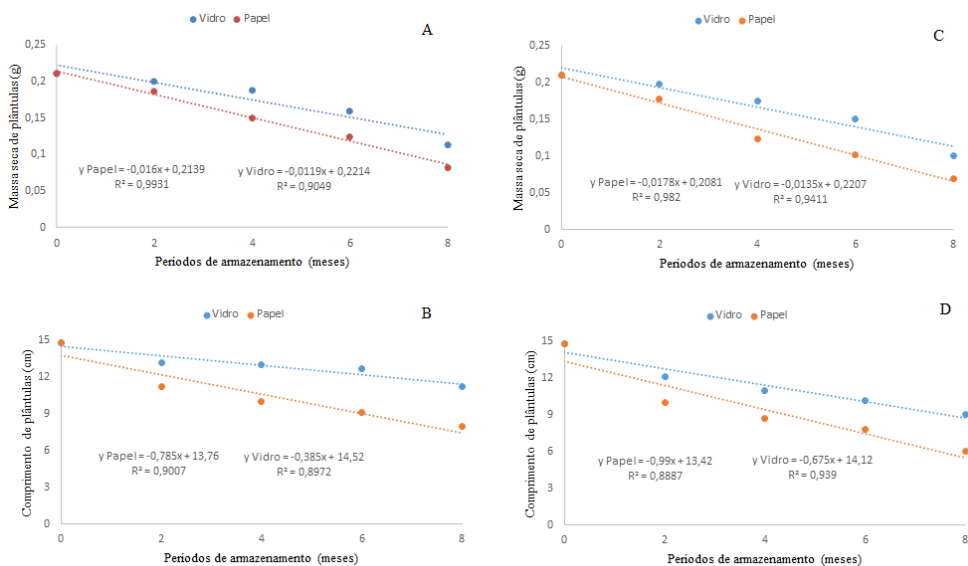 Vidro Papel
A
Massa seca de plântulas (g)
0,25
0,2
0,15
0,1
0,05
0
y Papel = -0,016x + 0,2139
R² = 0,9931
y Vidro = -0,0119x + 0,2214
R² = 0,9049
0 2 4 6 8
Periodos de armazenamento (meses)
Vidro Papel
C
Massa seca de plântulas (g)
0,25
0,2
0,15
0,1
0,05
0
y Papel = -0,0178x + 0,2081
R² = 0,982
y Vidro = -0,0135x + 0,2207
R² = 0,9411
0 2 4 6 8
Periodos de armazenamento (meses)
Vidro Papel
B
Comprimento de plântulas (cm)
15
12
9
6
3
0
y Papel = -0,785x + 13,76
R² = 0,9007
y Vidro = -0,385x + 14,52
R² = 0,8972
0 2 4 6 8
Periodos de armazenamento (meses)
Vidro Papel
D
Comprimento de plântulas (cm)
15
12
9
6
3
0
y Papel = -0,99x + 13,42
R² = 0,8887
y Vidro = -0,675x + 14,12
R² = 0,939
0 2 4 6 8
Periodos de armazenamento (meses)